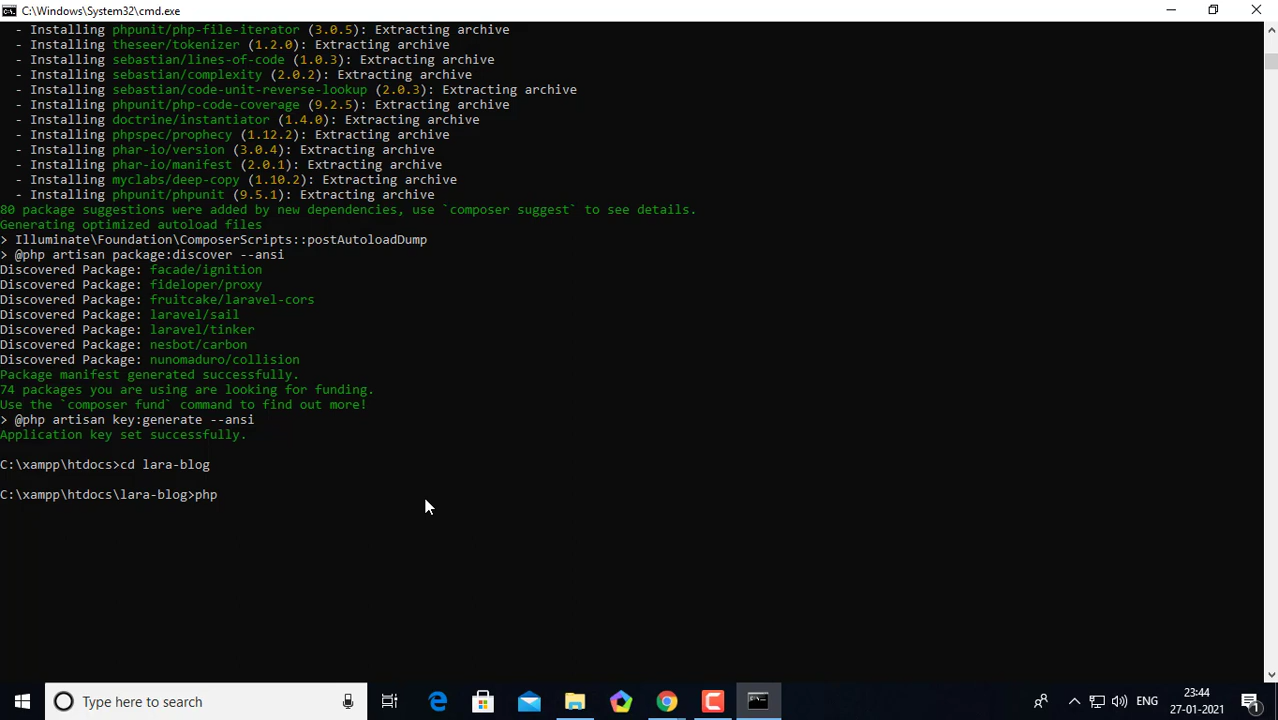 C:\Windows\System32\cmd.exe
- Installing phpunit/php-file-iterator (3.0.5): Extracting archive
- Installing theseer/tokenizer (1.2.0): Extracting archive
- Installing sebastian/lines-of-code (1.0.3): Extracting archive
- Installing sebastian/complexity (2.0.2): Extracting archive
- Installing sebastian/code-unit-reverse-lookup (2.0.3): Extracting archive
- Installing phpunit/php-code-coverage (9.2.5): Extracting archive
- Installing doctrine/instantiator (1.4.0): Extracting archive
- Installing phpspec/prophecy (1.12.2): Extracting archive
- Installing phar-io/version (3.0.4): Extracting archive
- Installing phar-io/manifest (2.0.1): Extracting archive
- Installing myclabs/deep-copy (1.10.2): Extracting archive
- Installing phpunit/phpunit (9.5.1): Extracting archive
80 package suggestions were added by new dependencies, use `composer suggest` to see details.
Generating optimized autoload files
> Illuminate\Foundation\ComposerScripts::postAutoloadDump
> @php artisan package:discover --ansi
Discovered Package: facade/ignition
Discovered Package: fideloper/proxy
Discovered Package: fruitcake/laravel-cors
Discovered Package: laravel/sail
Discovered Package: laravel/tinker
Discovered Package: nesbot/carbon
Discovered Package: nunomaduro/collision
Package manifest generated successfully.
74 packages you are using are looking for funding.
Use the `composer fund` command to find out more!
> @php artisan key:generate --ansi
Application key set successfully.
C:\xampp\htdocs>cd lara-blog
C:\xampp\htdocs\lara-blog>php
Type here to search
ENG
23:44
27-01-2021
1